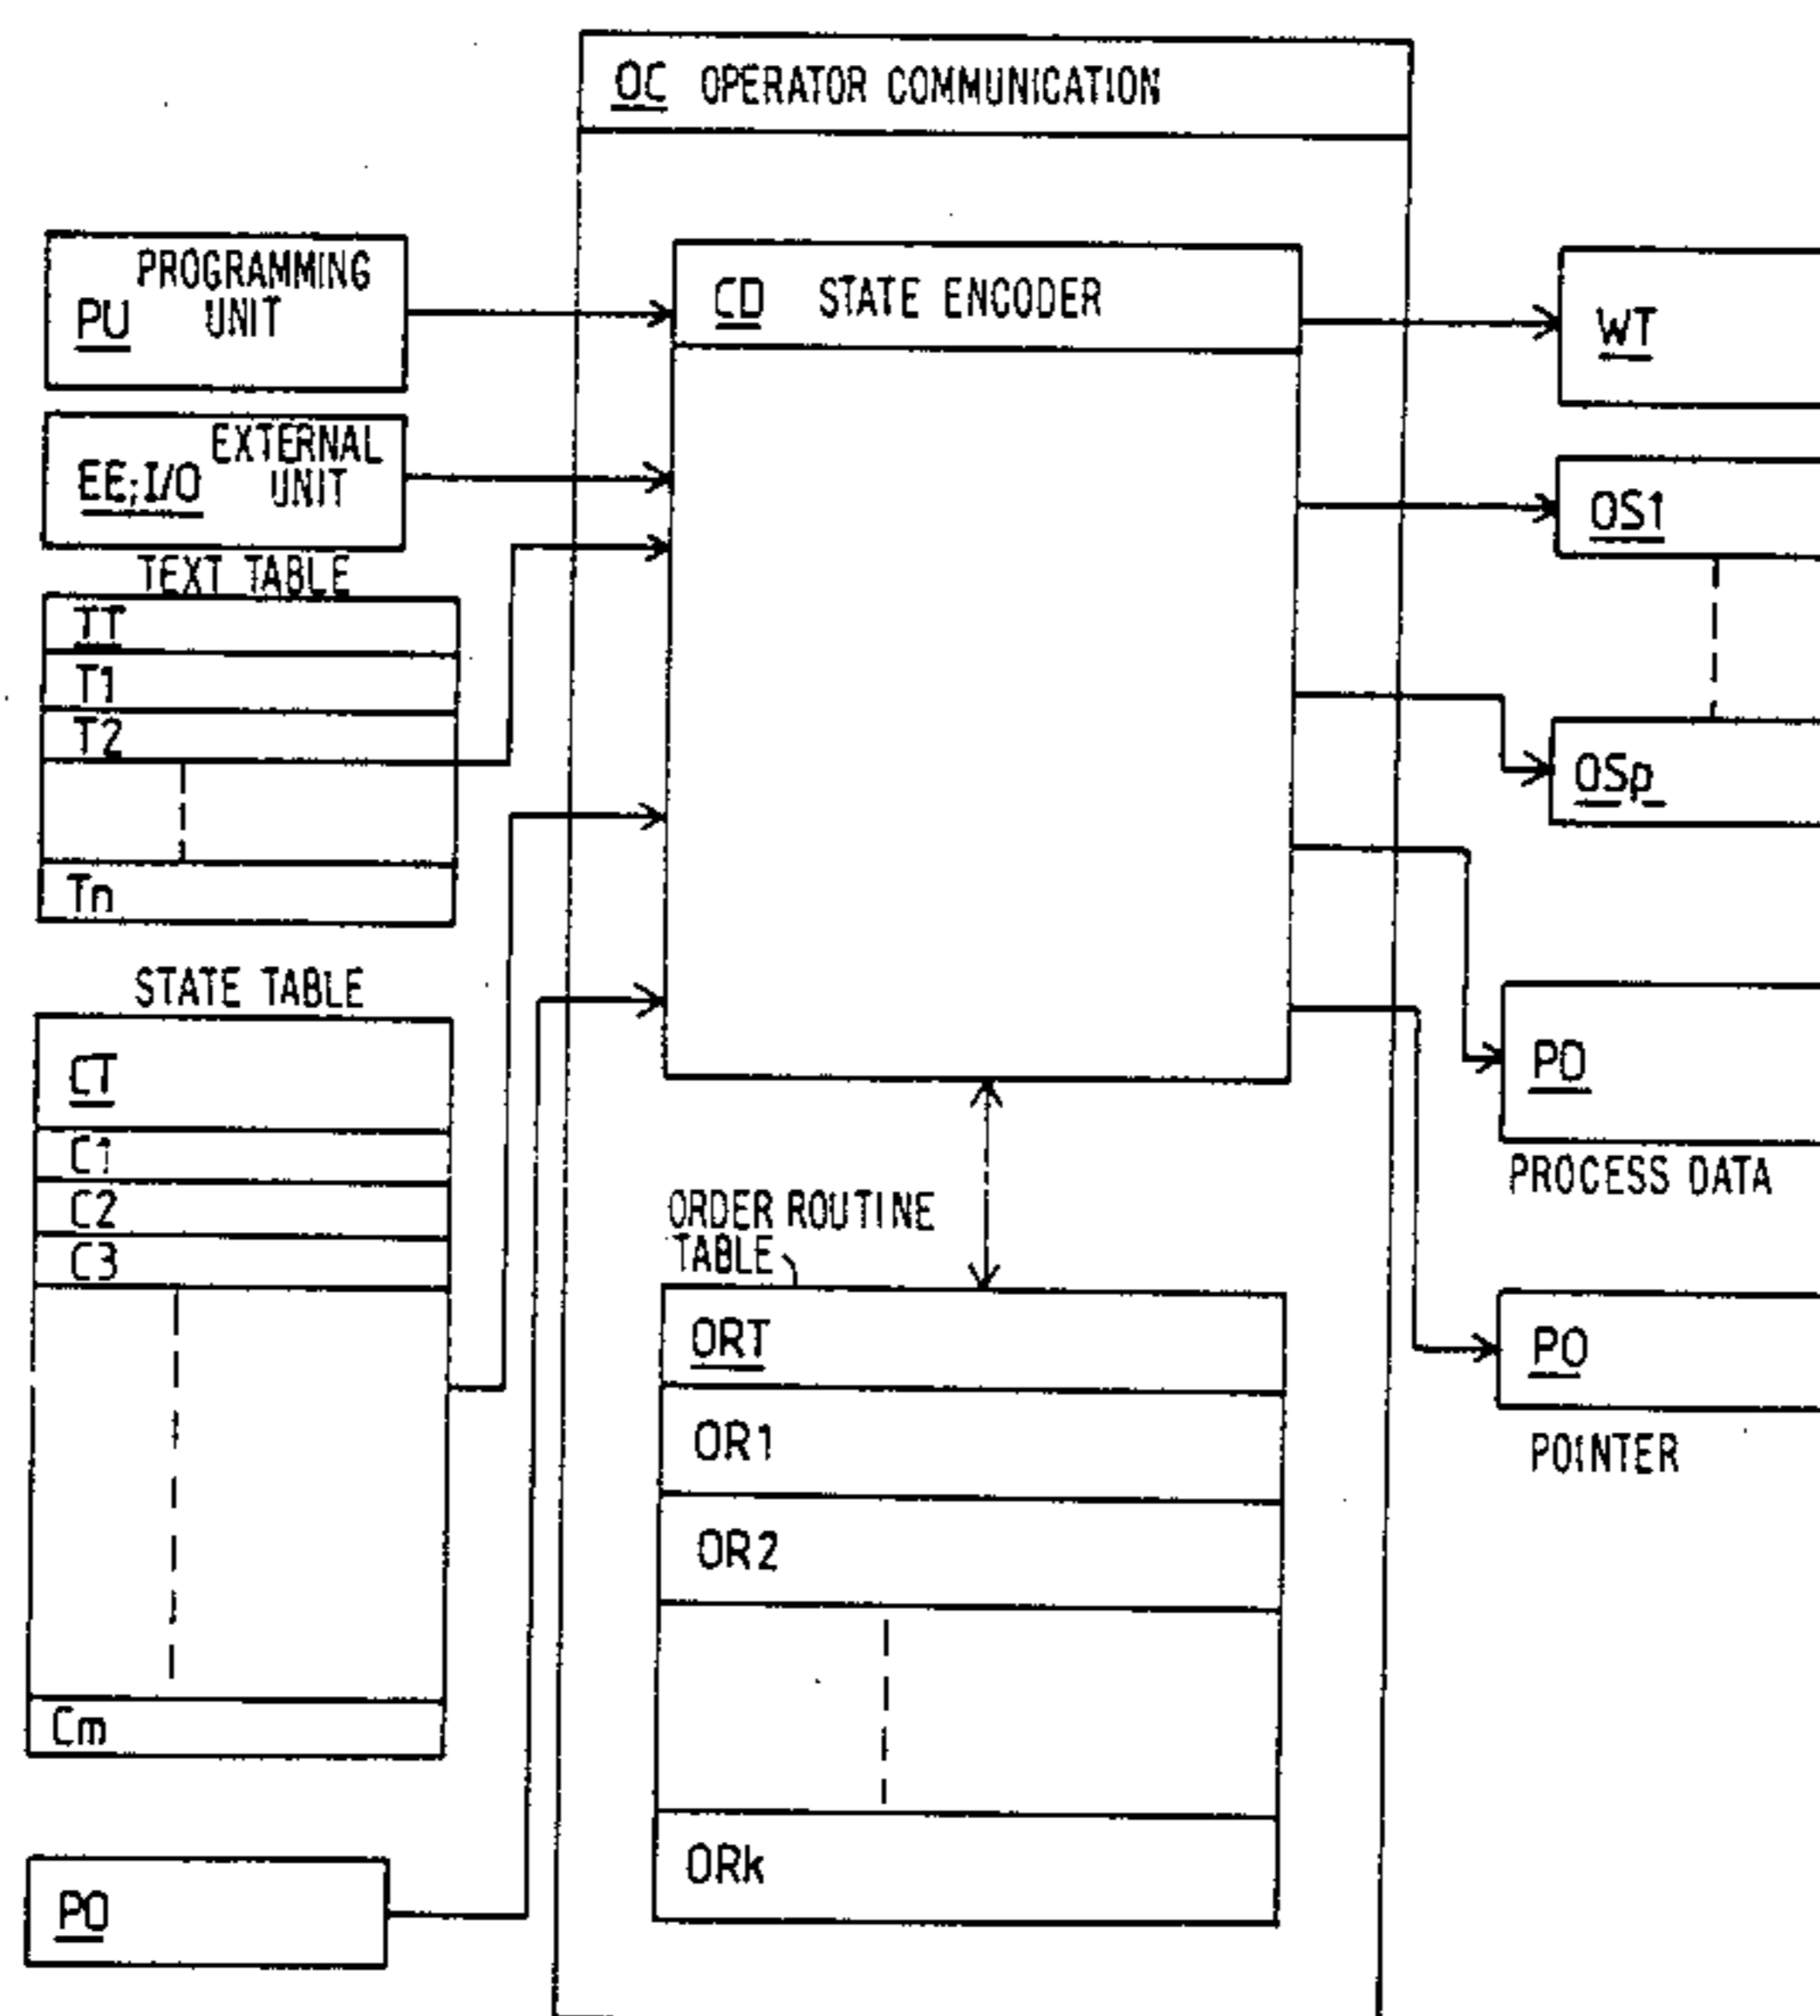 OC OPERATOR COMMUNICATION
PROGRAMMING
PU UNIT
CD STATE ENCODER
WT
EXTERNAL
EE;I/O UNIT
OS1
TEXT TABLE
TT
T1
T2
Tn
OSp
STATE TABLE
CT
C1
C2
C3
Cm
PO
PROCESS DATA
ORDER ROUTINE
TABLE
ORT
OR1
OR2
ORk
PO
POINTER
PO